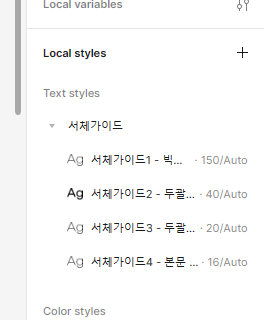 Local variables
Local styles
Text styles
서체가이드
Ag 서체가이드1 - 빅... · 150/Auto
Ag 서체가이드2 - 두괄... · 40/Auto
Ag 서체가이드3 - 두괄... · 20/Auto
Ag 서체가이드4 - 본문 ... · 16/Auto
Color styles